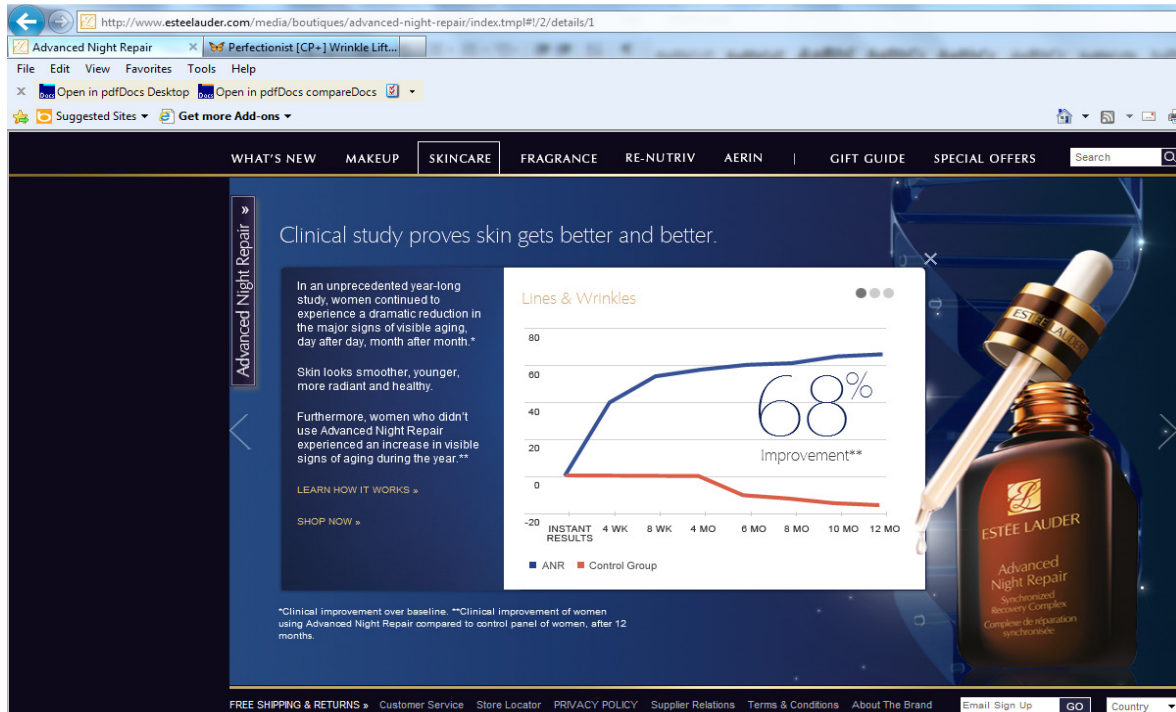 http://www.esteelauder.com/media/boutiques/advanced-night-repair/index.tmpl#!/2/details/1
Advanced Night Repair
Perfectionist [CP+] Wrinkle Lift...
File Edit View Favorites Tools Help
Open in pdfDocs Desktop Open in pdfDocs compareDocs
Suggested Sites Get more Add-ons
WHAT'S NEW MAKEUP SKINCARE FRAGRANCE RE-NUTRIV AERIN | GIFT GUIDE SPECIAL OFFERS Search
Advanced Night Repair »
Clinical study proves skin gets better and better.
In an unprecedented year-long
study, women continued to
experience a dramatic reduction in
the major signs of visible aging,
day after day, month after month.*
Skin looks smoother, younger,
more radiant and healthy.
Furthermore, women who didn't
use Advanced Night Repair
experienced an increase in visible
signs of aging during the year.**
LEARN HOW IT WORKS »
SHOP NOW »
Lines & Wrinkles
80
60
40
20
0
-20
68%
Improvement**
INSTANT RESULTS 4 WK 8 WK 4 MO 6 MO 8 MO 10 MO 12 MO
ANR Control Group
*Clinical improvement over baseline. **Clinical improvement of women
using Advanced Night Repair compared to control panel of women, after 12
months.
ESTĒE LAUDER
ESTĒE LAUDER
Advanced
Night Repair
Synchronized
Recovery Complex
Complexe de réparation
synchronisée
FREE SHIPPING & RETURNS » Customer Service Store Locator PRIVACY POLICY Supplier Relations Terms & Conditions About The Brand Email Sign Up GO Country